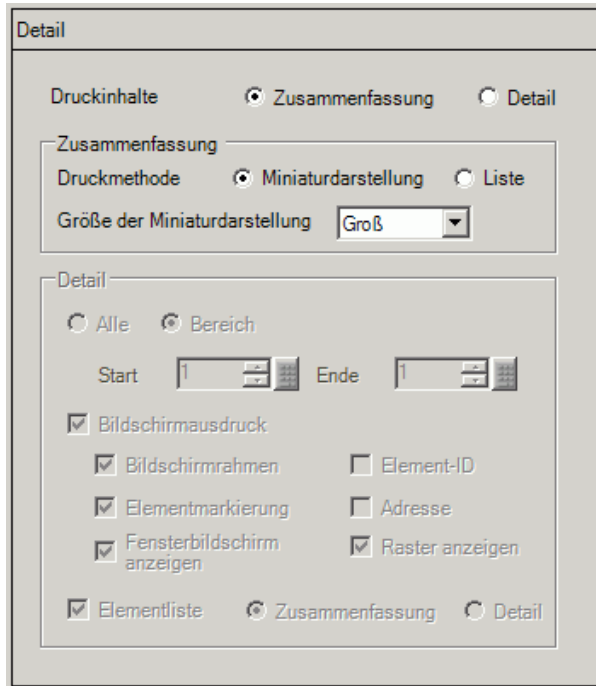 Detail
Druckinhalte Zusammenfassung Detail
Zusammenfassung
Druckmethode Miniaturdarstellung Liste
Größe der Miniaturdarstellung Groß
Detail
Alle Bereich
Start 1 Ende 1
Bildschirmausdruck
Bildschirmrahmen Element-ID
Elementmarkierung Adresse
Fensterbildschirm
anzeigen Raster anzeigen
Elementliste Zusammenfassung Detail